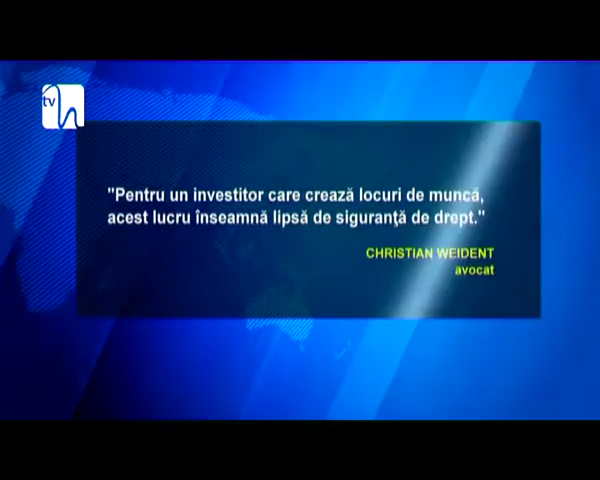 tv
"Pentru un investitor care crează locuri de muncă,
acest lucru înseamnă lipsă de siguranţă de drept."
CHRISTIAN WEIDENT
avocat